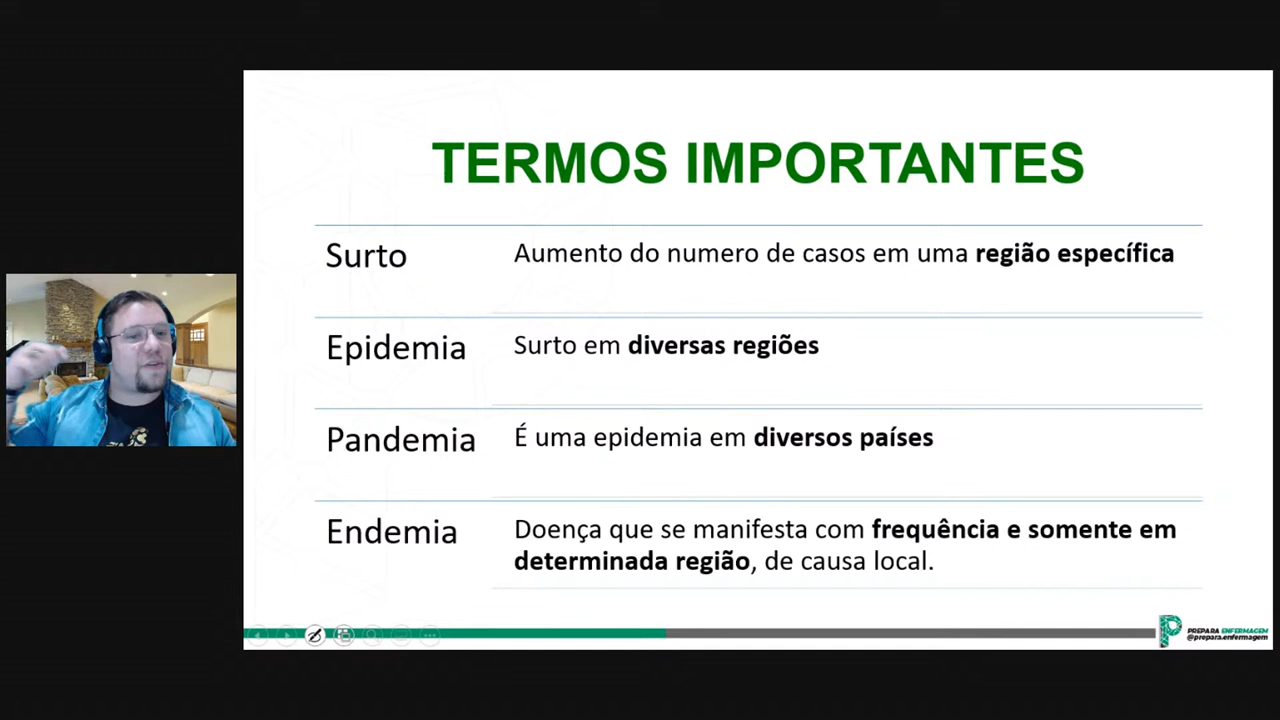 TERMOS IMPORTANTES
Surto
Aumento do numero de casos em uma região específica
Epidemia
Surto em diversas regiões
Pandemia
É uma epidemia em diversos países
Endemia
Doença que se manifesta com frequência e somente em
determinada região, de causa local.
PREPARA ENFERMAGEM
@prepara.enfermagem